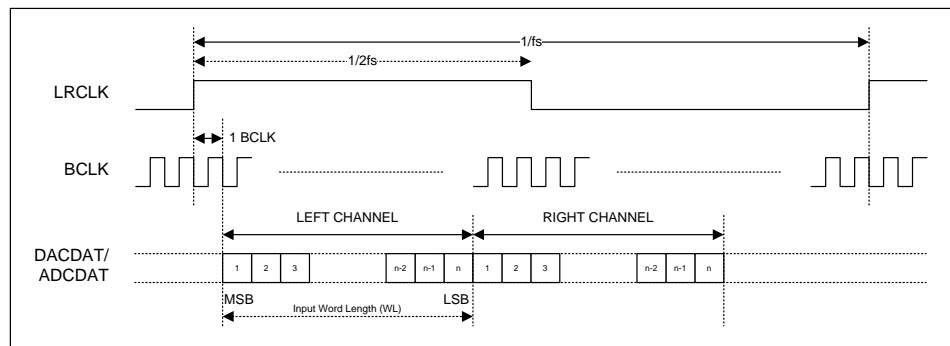 1/fs
1/2fs
LRCLK
1 BCLK
BCLK
LEFT CHANNEL RIGHT CHANNEL
DACDAT/
ADCDAT
1 2 3 n-2 n-1 n 1 2 3 n-2 n-1 n
MSB LSB
Input Word Length (WL)